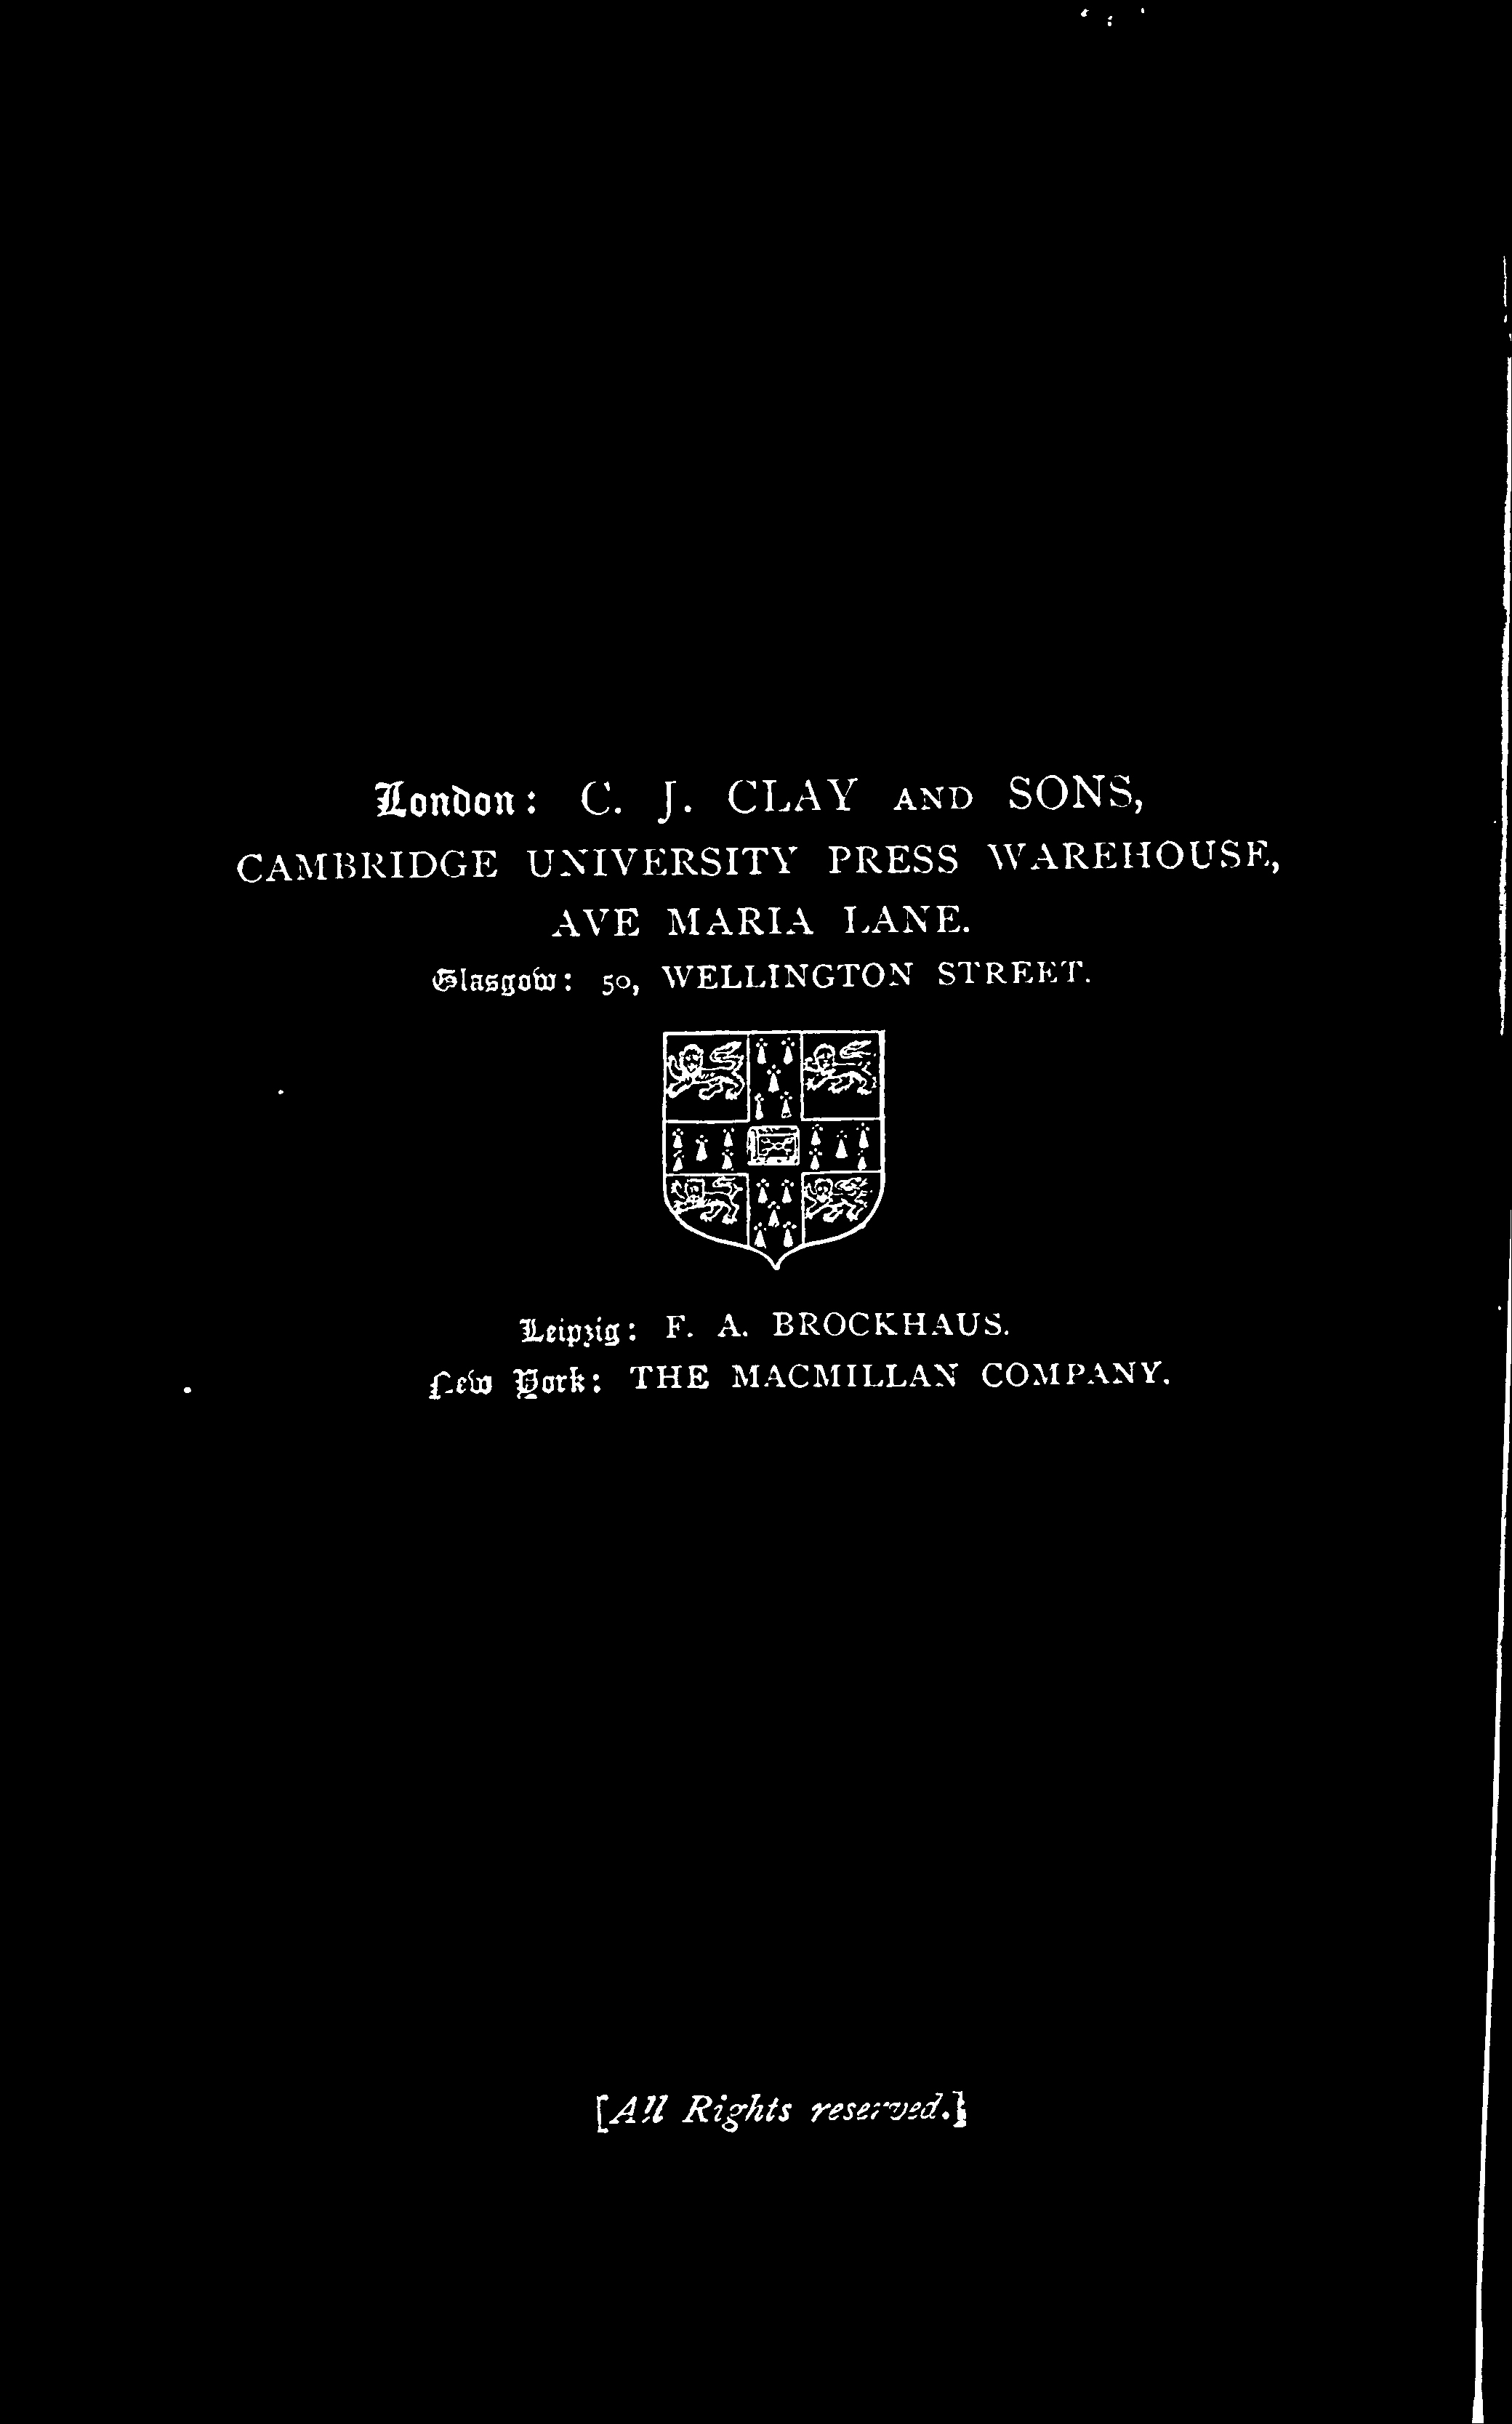 London: C. J. CLAY AND SONS,
CAMBRIDGE UNIVERSITY PRESS WAREHOUSE,
AVE MARIA LANE.
Glasgow: 50, WELLINGTON STREET.
Leipzig: F. A. BROCKHAUS.
New York: THE MACMILLAN COMPANY.
[All Rights reserved.]